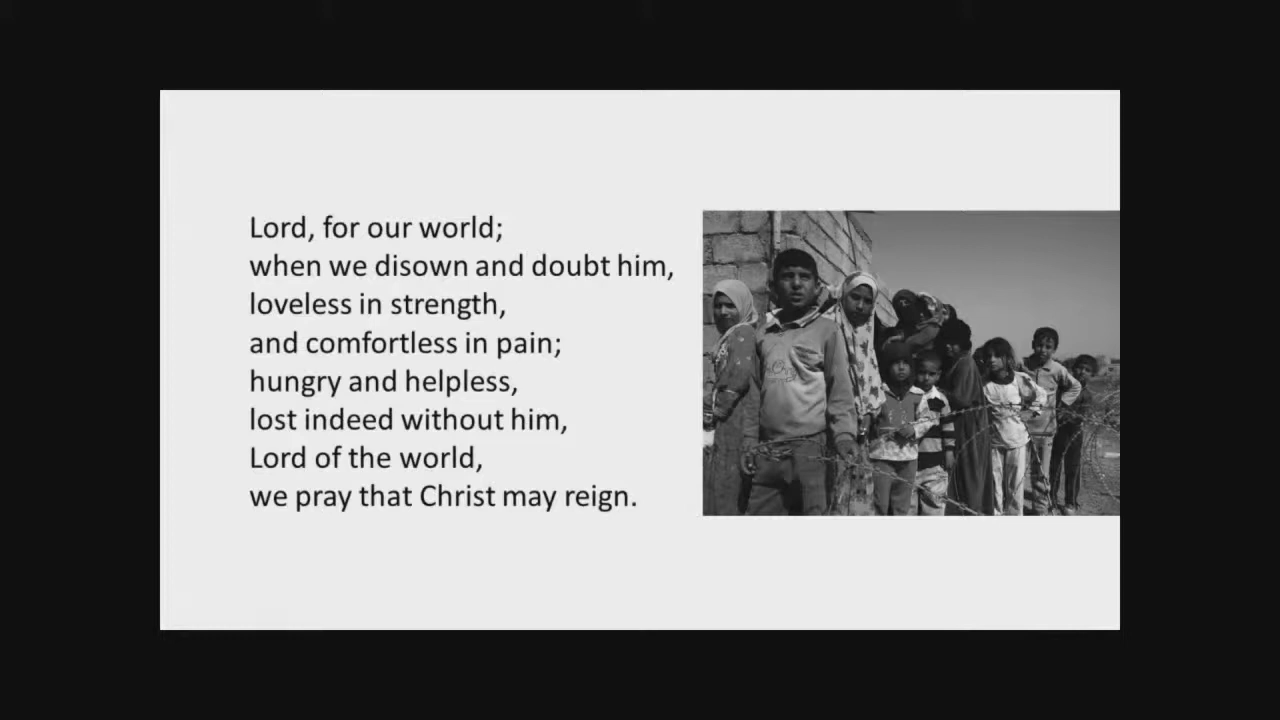 Lord, for our world;
when we disown and doubt him,
loveless in strength,
and comfortless in pain;
hungry and helpless,
lost indeed without him,
Lord of the world,
we pray that Christ may reign.